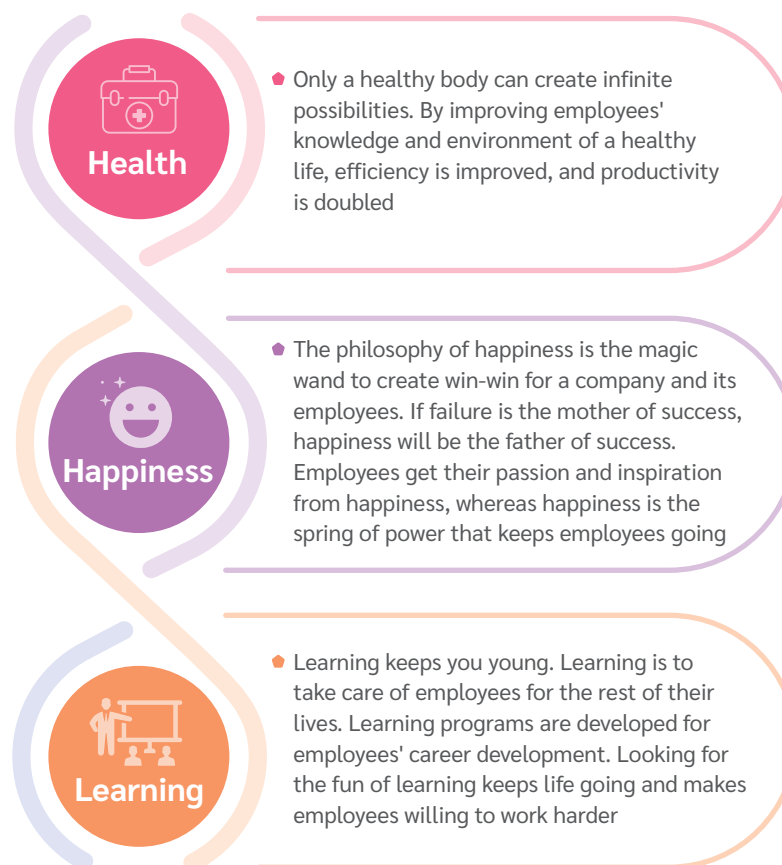 Health
Only a healthy body can create infinite
possibilities. By improving employees'
knowledge and environment of a healthy
life, efficiency is improved, and productivity
is doubled
Happiness
The philosophy of happiness is the magic
wand to create win-win for a company and its
employees. If failure is the mother of success,
happiness will be the father of success.
Employees get their passion and inspiration
from happiness, whereas happiness is the
spring of power that keeps employees going
Learning
Learning keeps you young. Learning is to
take care of employees for the rest of their
lives. Learning programs are developed for
employees' career development. Looking for
the fun of learning keeps life going and makes
employees willing to work harder